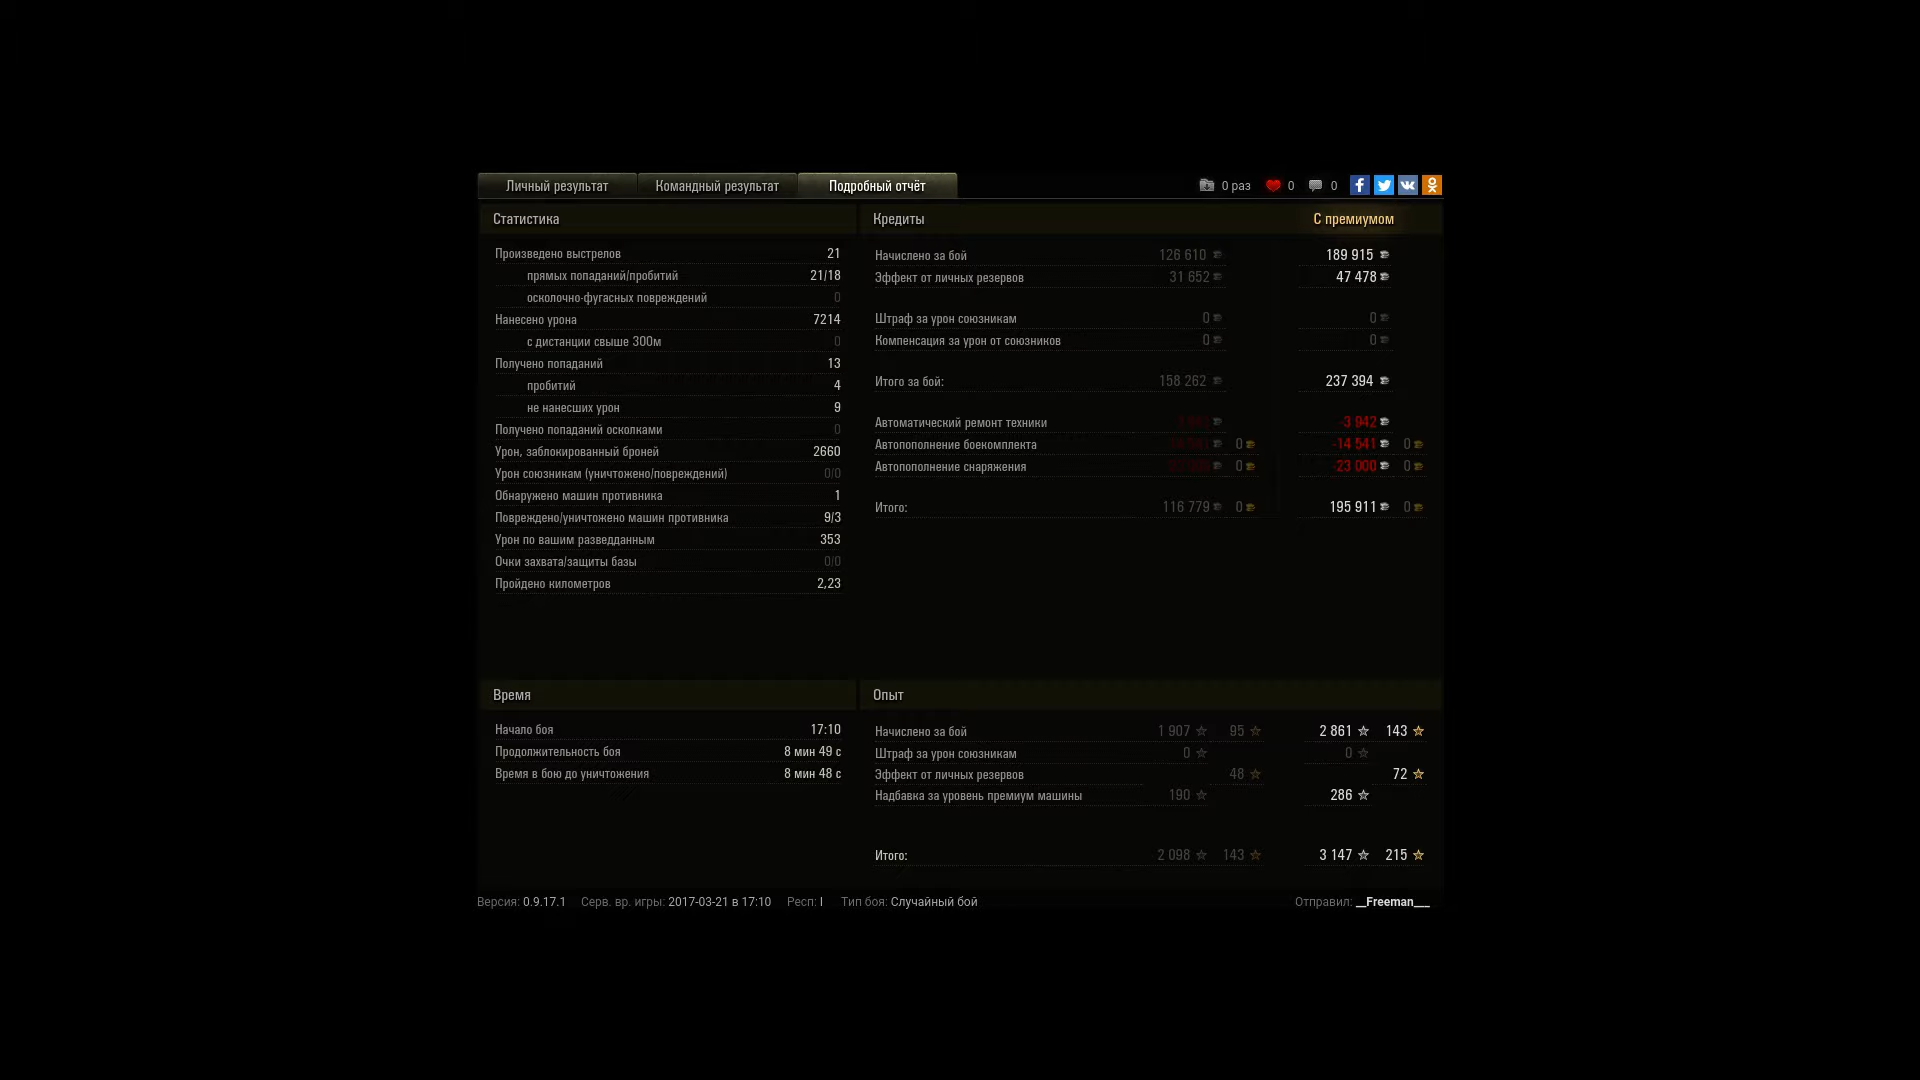 Личный результат Командный результат Подробный отчёт 0 раз 0 0
Статистика
Произведено выстрелов 21
прямых попаданий/пробитий 21/18
осколочно-фугасных повреждений 0
Нанесено урона 7214
с дистанции свыше 300м 0
Получено попаданий 13
пробитий 4
не нанесших урон 9
Получено попаданий осколками 0
Урон, заблокированный броней 2660
Урон союзникам (уничтожено/повреждений) 0/0
Обнаружено машин противника 1
Повреждено/уничтожено машин противника 9/3
Урон по вашим разведданным 353
Очки захвата/защиты базы 0/0
Пройдено километров 2,23
Кредиты С премиумом
Начислено за бой 126 610 189 915
Эффект от личных резервов 31 652 47 478
Штраф за урон союзникам 0 0
Компенсация за урон от союзников 0 0
Итого за бой: 158 262 237 394
Автоматический ремонт техники -3 942
Автопополнение боекомплекта 0 -14 541 0
Автопополнение снаряжения 0 -23 000 0
Итого: 116 779 0 195 911 0
Время
Начало боя 17:10
Продолжительность боя 8 мин 49 с
Время в бою до уничтожения 8 мин 48 с
Опыт
Начислено за бой 1 907 95 2 861 143
Штраф за урон союзникам 0 0
Эффект от личных резервов 48 72
Надбавка за уровень премиум машины 190 286
Итого: 2 098 143 3 147 215
Версия: 0.9.17.1 Серв. вр. игры: 2017-03-21 в 17:10 Респ: I Тип боя: Случайный бой Отправил: __Freeman___